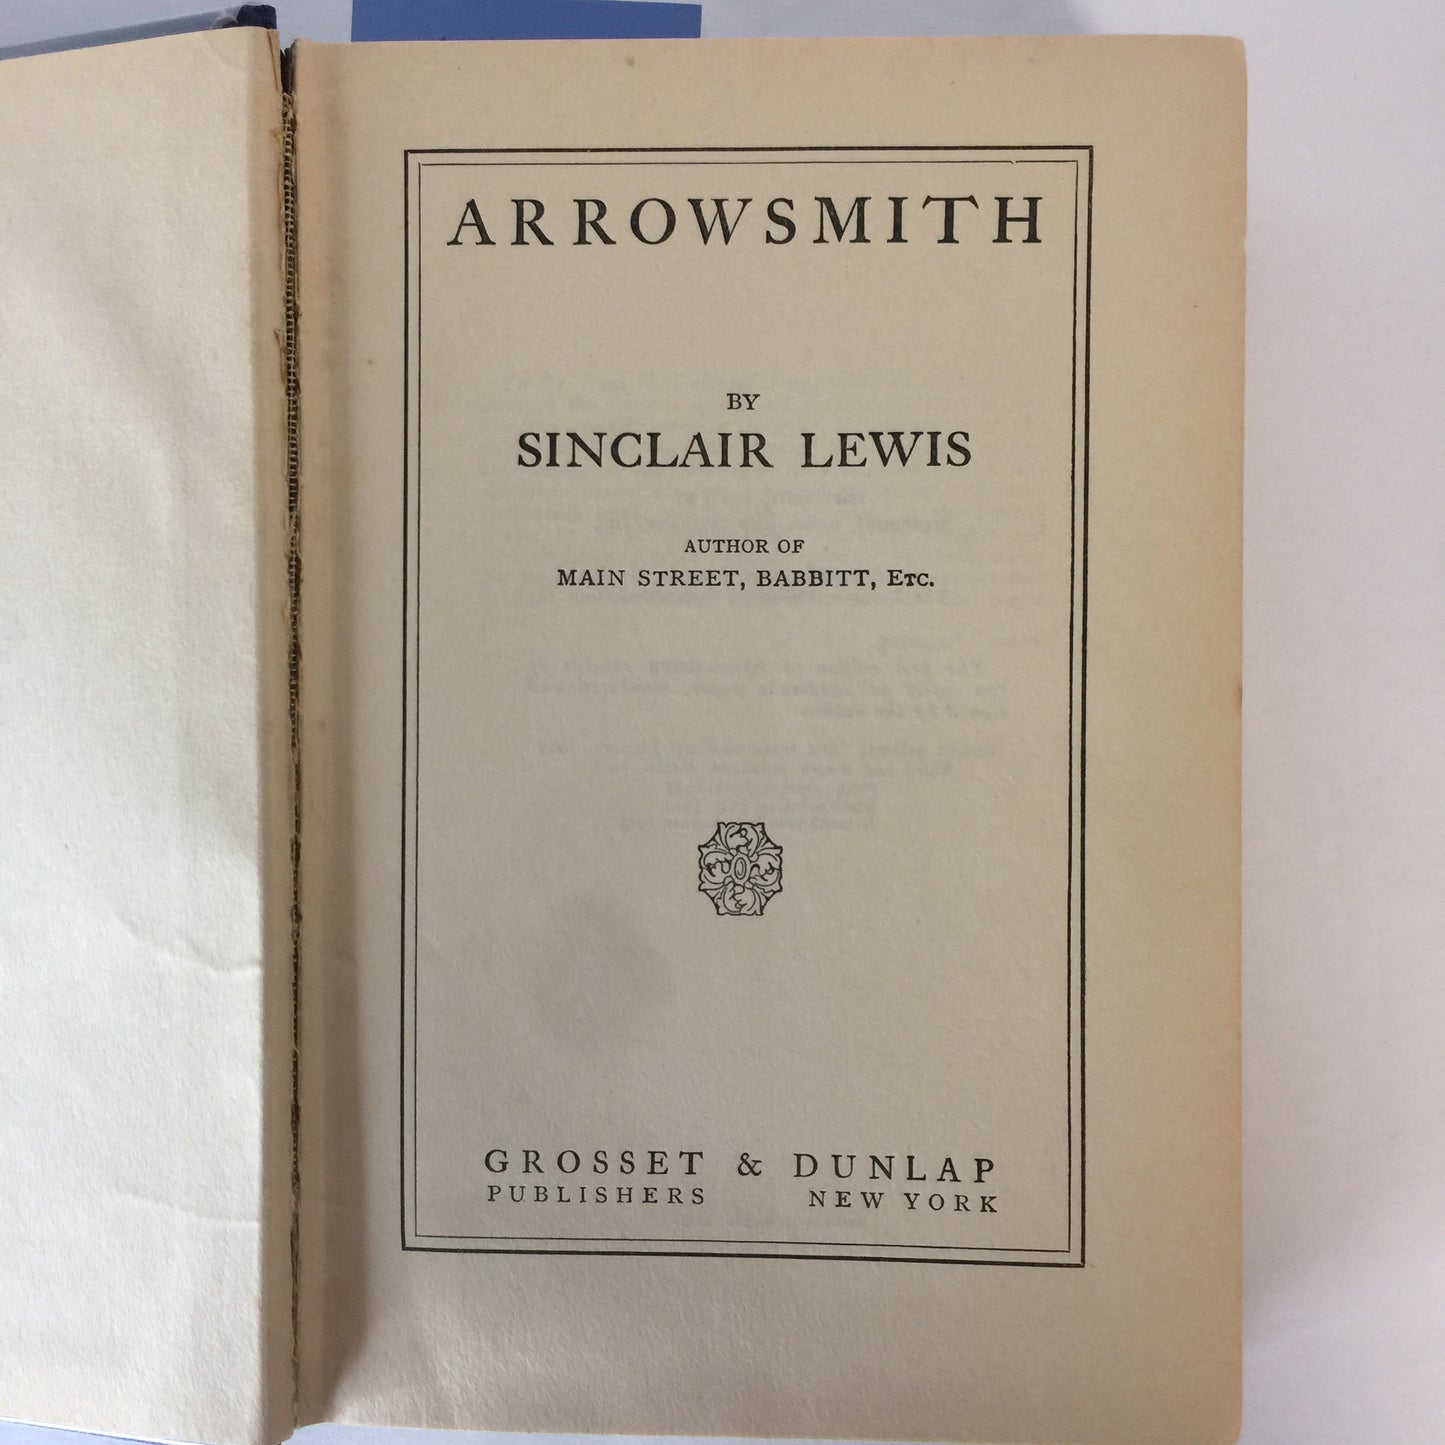 ARROWSMITH
BY
SINCLAIR LEWIS
AUTHOR OF
MAIN STREET, BABBITT, Etc.
GROSSET & DUNLAP
PUBLISHERS NEW YORK